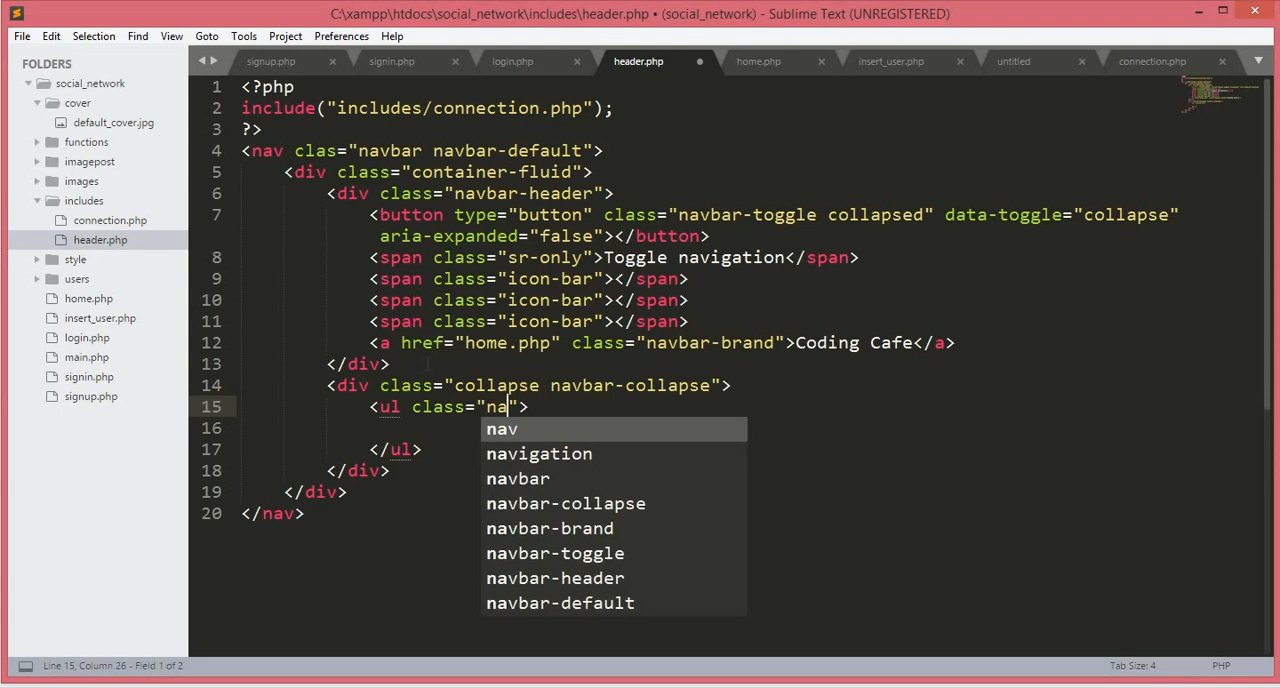 C:\xampp\htdocs\social_network\includes\header.php • (social_network) - Sublime Text (UNREGISTERED)
File Edit Selection Find View Goto Tools Project Preferences Help
FOLDERS
social_network
cover
default_cover.jpg
functions
imagepost
images
includes
connection.php
header.php
style
users
home.php
insert_user.php
login.php
main.php
signin.php
signup.php
signup.php × signin.php × login.php × header.php • home.php × insert_user.php × untitled × connection.php ×
1 <?php
2 include("includes/connection.php");
3 ?>
4 <nav clas="navbar navbar-default">
5 <div class="container-fluid">
6 <div class="navbar-header">
7 <button type="button" class="navbar-toggle collapsed" data-toggle="collapse"
aria-expanded="false"></button>
8 <span class="sr-only">Toggle navigation</span>
9 <span class="icon-bar"></span>
10 <span class="icon-bar"></span>
11 <span class="icon-bar"></span>
12 <a href="home.php" class="navbar-brand">Coding Cafe</a>
13 </div>
14 <div class="collapse navbar-collapse">
15 <ul class="na">
16
17 </ul>
18 </div>
19 </div>
20 </nav>
nav
navigation
navbar
navbar-collapse
navbar-brand
navbar-toggle
navbar-header
navbar-default
Line 15, Column 26 - Field 1 of 2 Tab Size: 4 PHP